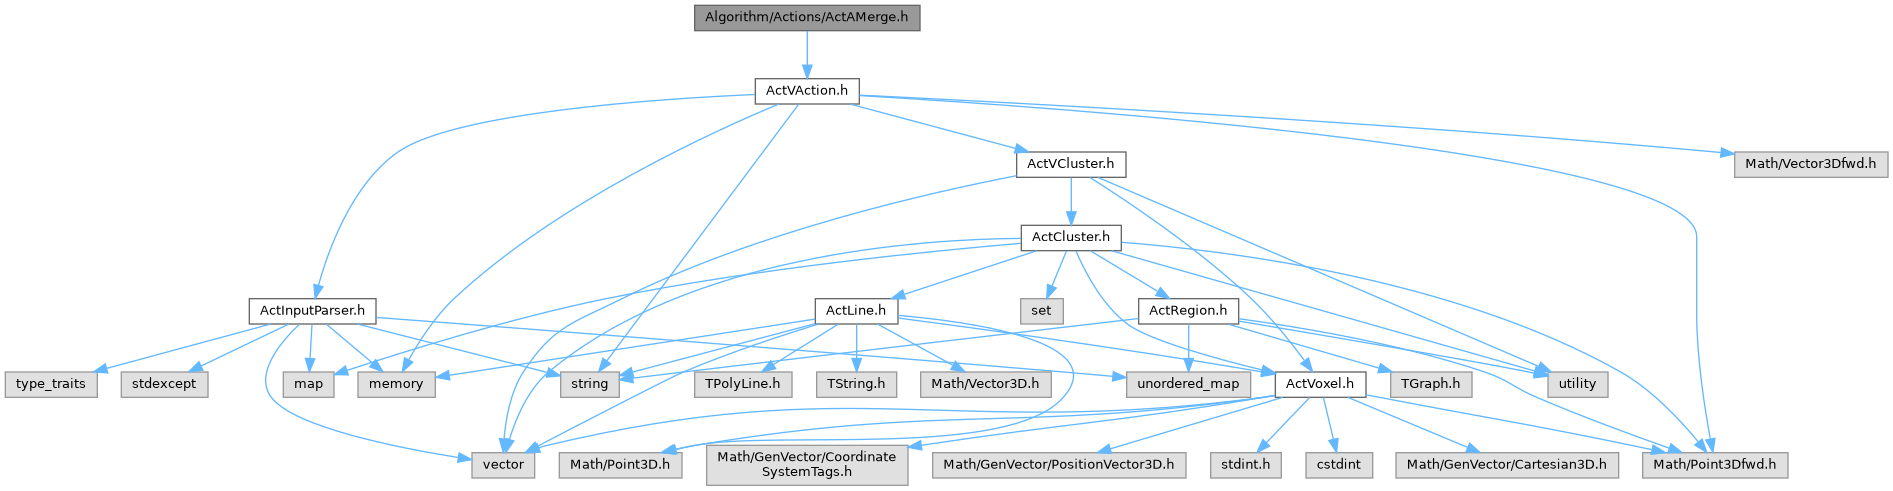 Algorithm/Actions/ActAMerge.h
ActVAction.h
ActVCluster.h
Math/Vector3Dfwd.h
ActCluster.h
ActInputParser.h
ActLine.h
set
ActRegion.h
type_traits
stdexcept
map
memory
string
TPolyLine.h
TString.h
Math/Vector3D.h
unordered_map
ActVoxel.h
TGraph.h
utility
vector
Math/Point3D.h
Math/GenVector/Coordinate
SystemTags.h
Math/GenVector/PositionVector3D.h
stdint.h
cstdint
Math/GenVector/Cartesian3D.h
Math/Point3Dfwd.h